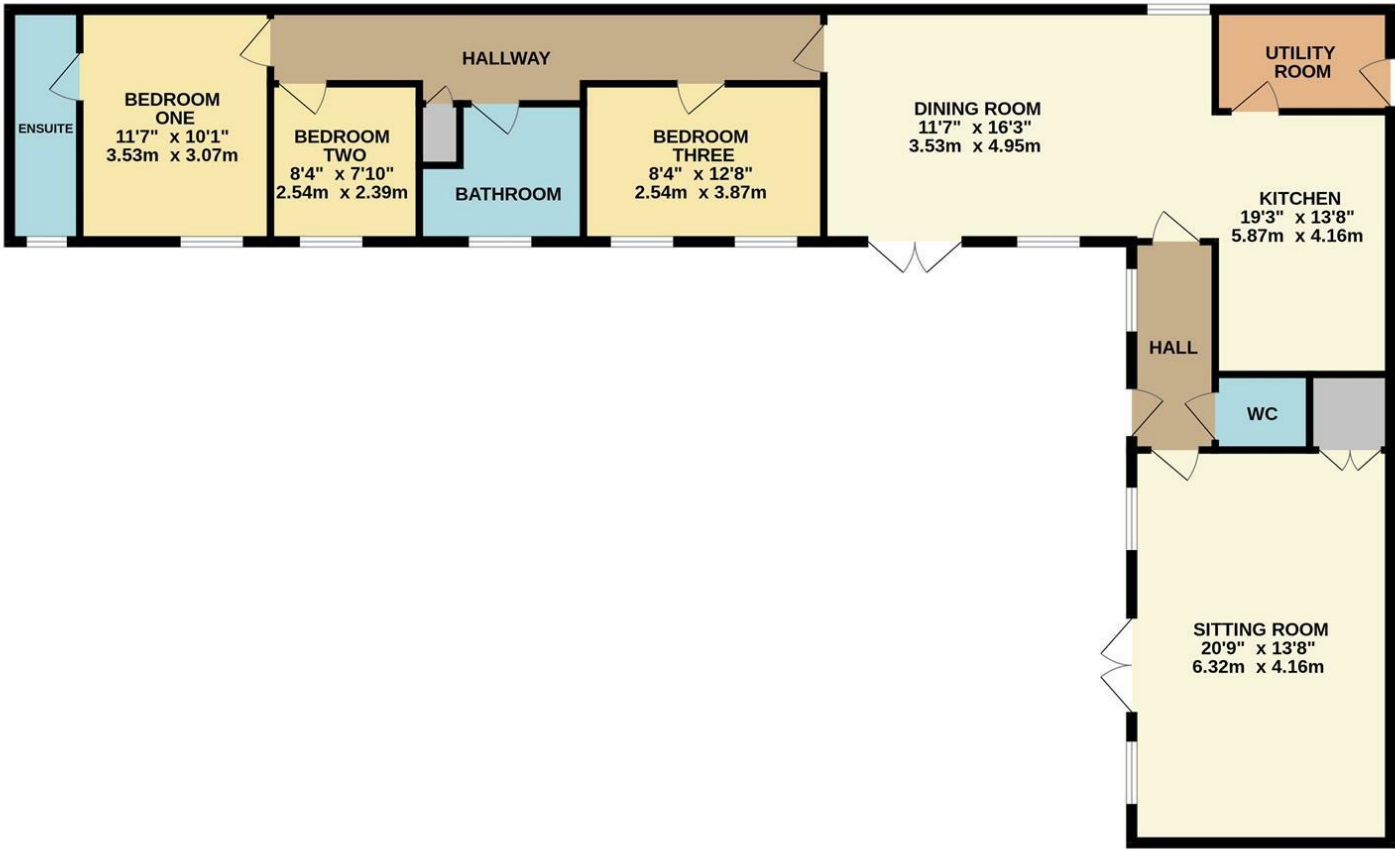 ENSUITE
BEDROOM
ONE
11'7" x 10'1"
3.53m x 3.07m
HALLWAY
BEDROOM
TWO
8'4" x 7'10"
2.54m x 2.39m
BATHROOM
BEDROOM
THREE
8'4" x 12'8"
2.54m x 3.87m
DINING ROOM
11'7" x 16'3"
3.53m x 4.95m
UTILITY
ROOM
KITCHEN
19'3" x 13'8"
5.87m x 4.16m
HALL
WC
SITTING ROOM
20'9" x 13'8"
6.32m x 4.16m